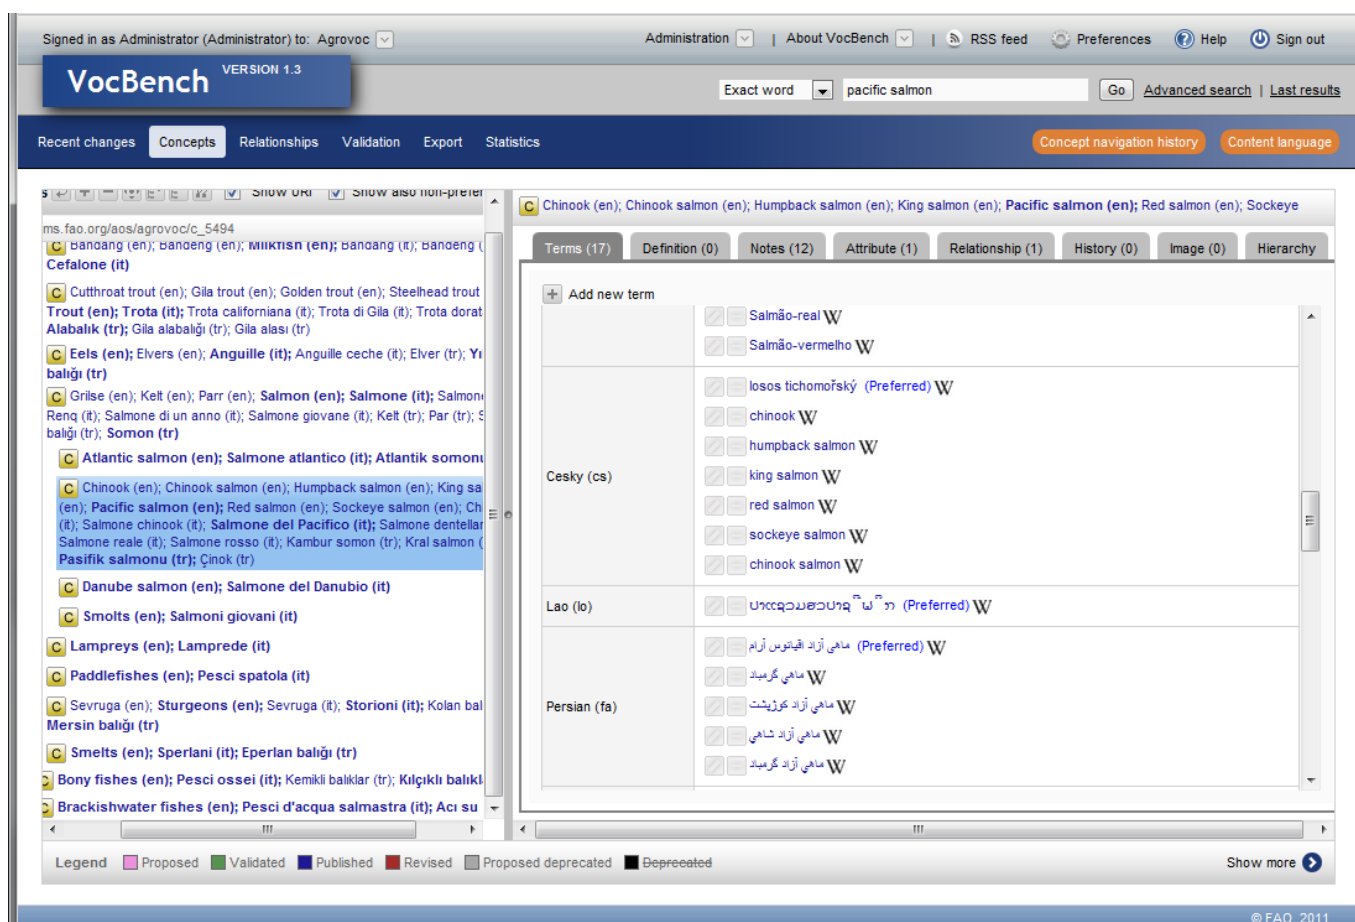 Signed in as Administrator (Administrator) to: Agrovoc
Administration | About VocBench | RSS feed Preferences Help Sign out
VocBench VERSION 1.3
Exact word pacific salmon Go Advanced search | Last results
Recent changes Concepts Relationships Validation Export Statistics
Concept navigation history Content language
Show URI Show also non-prefer
ms.fao.org/aos/agrovoc/c_5494
C Bandang (en); Bandeng (en); Milkfish (en); Bandang (it); Bandeng (
Cefalone (it)
C Cutthroat trout (en); Gila trout (en); Golden trout (en); Steelhead trout
Trout (en); Trota (it); Trota californiana (it); Trota di Gila (it); Trota dorat
Alabalık (tr); Gila alabalığı (tr); Gila alası (tr)
C Eels (en); Elvers (en); Anguille (it); Anguille ceche (it); Elver (tr); Yı
balığı (tr)
C Grilse (en); Kelt (en); Parr (en); Salmon (en); Salmone (it); Salmon
Renq (it); Salmone di un anno (it); Salmone giovane (it); Kelt (tr); Par (tr); S
balığı (tr); Somon (tr)
C Atlantic salmon (en); Salmone atlantico (it); Atlantik somonu
C Chinook (en); Chinook salmon (en); Humpback salmon (en); King sa
(en); Pacific salmon (en); Red salmon (en); Sockeye salmon (en); Ch
(it); Salmone chinook (it); Salmone del Pacifico (it); Salmone dentellar
Salmone reale (it); Salmone rosso (it); Kambur somon (tr); Kral salmon (
Pasifik salmonu (tr); Çinok (tr)
C Danube salmon (en); Salmone del Danubio (it)
C Smolts (en); Salmoni giovani (it)
C Lampreys (en); Lamprede (it)
C Paddlefishes (en); Pesci spatola (it)
C Sevruga (en); Sturgeons (en); Sevruga (it); Storioni (it); Kolan bal
Mersin balığı (tr)
C Smelts (en); Sperlani (it); Eperlan balığı (tr)
Bony fishes (en); Pesci ossei (it); Kemikli balıklar (tr); Kılçıklı balıkl
Brackishwater fishes (en); Pesci d'acqua salmastra (it); Acı su
C Chinook (en); Chinook salmon (en); Humpback salmon (en); King salmon (en); Pacific salmon (en); Red salmon (en); Sockeye
Terms (17) Definition (0) Notes (12) Attribute (1) Relationship (1) History (0) Image (0) Hierarchy
Add new term
Salmão-real W
Salmão-vermelho W
Cesky (cs)
losos tichomořský (Preferred) W
chinook W
humpback salmon W
king salmon W
red salmon W
sockeye salmon W
chinook salmon W
Lao (lo)
(Preferred) W
Persian (fa)
ماهی آزاد اقیانوس آرام (Preferred) W
ماهي گرمباد W
ماهي آزاد كوژپشت W
ماهي آزاد شاهي W
ماهي آزاد گرمباد W
Legend Proposed Validated Published Revised Proposed deprecated Deprecated
Show more
© FAO, 2011